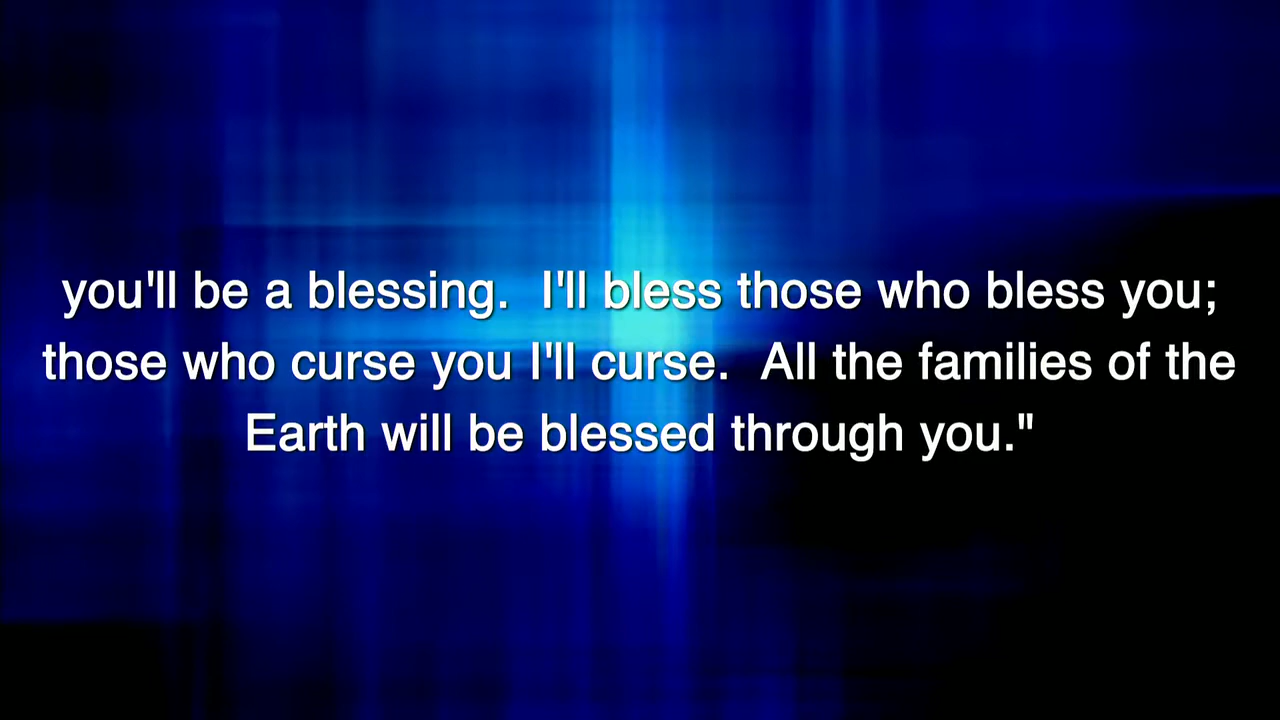 you'll be a blessing.  I'll bless those who bless you;
those who curse you I'll curse.  All the families of the
Earth will be blessed through you."